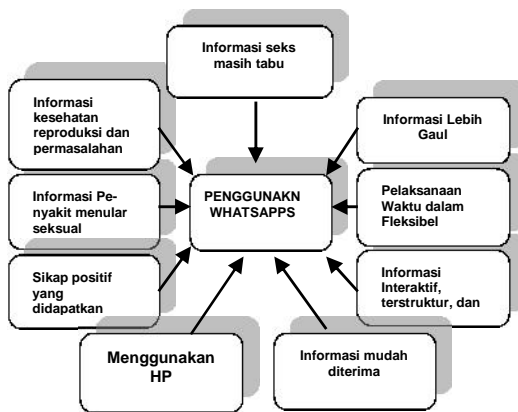 Informasi seks
masih tabu
Informasi
kesehatan
reproduksi dan
permasalahan
Informasi Lebih
Gaul
Informasi Pe-
nyakit menular
seksual
PENGGUNAKN
WHATSAPPS
Pelaksanaan
Waktu dalam
Fleksibel
Sikap positif
yang
didapatkan
Informasi
Interaktif,
terstruktur, dan
Menggunakan
HP
Informasi mudah
diterima